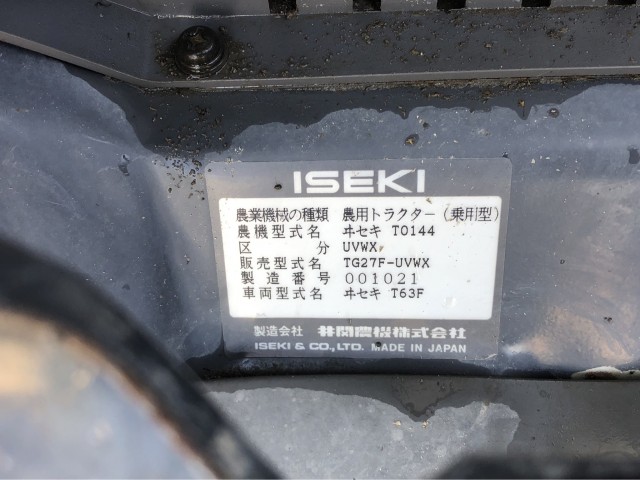 ISEKI
農業機械の種類 農用トラクター（乗用型）
農機型式名 ヰセキ T0144
区分 UVWX
販売型式名 TG27F-UVWX
製造番号 001021
車両型式名 ヰセキ T63F
製造会社 井関農機株式会社
ISEKI & CO., LTD. MADE IN JAPAN